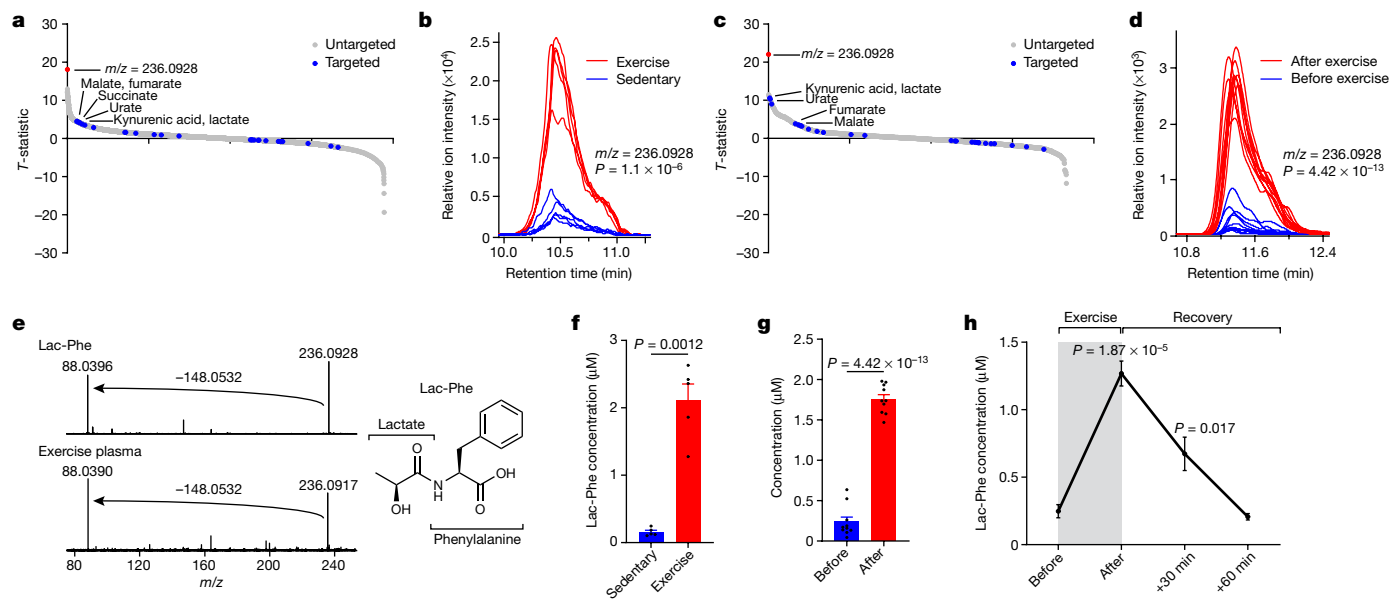 a
30
20
10
0
−10
−20
−30
T-statistic
Untargeted
Targeted
m/z = 236.0928
Malate, fumarate
Succinate
Urate
Kynurenic acid, lactate
b
2.5
2.0
1.5
1.0
0.5
0
Relative ion intensity (×10⁴)
Exercise
Sedentary
m/z = 236.0928
P = 1.1 × 10⁻⁶
10.0
10.5
11.0
Retention time (min)
c
30
20
10
0
−10
−20
−30
T-statistic
Untargeted
Targeted
m/z = 236.0928
Kynurenic acid, lactate
Urate
Fumarate
Malate
d
3
2
1
0
After exercise
Before exercise
m/z = 236.0928
P = 4.42 × 10⁻¹³
10.8
11.6
12.4
Retention time (min)
e
Lac-Phe
88.0396
236.0928
−148.0532
Exercise plasma
88.0390
236.0917
−148.0532
80
120
160
200
240
m/z
Lac-Phe
Lactate
O
OH
N
H
O
OH
Phenylalanine
f
3
2
1
0
Lac-Phe concentration (μM)
P = 0.0012
Sedentary
Exercise
g
2.5
2.0
1.5
1.0
0.5
0
Concentration (μM)
P = 4.42 × 10⁻¹³
Before
After
h
Exercise
Recovery
1.5
1.0
0.5
0
Lac-Phe concentration (μM)
P = 1.87 × 10⁻⁵
P = 0.017
Before
After
+30 min
+60 min